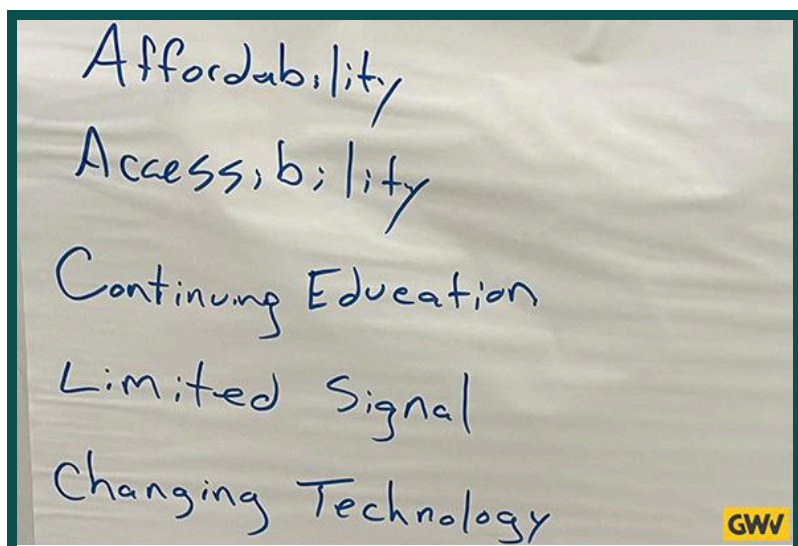 Affordability
Accessibility
Continuing Education
Limited Signal
Changing Technology
GWV